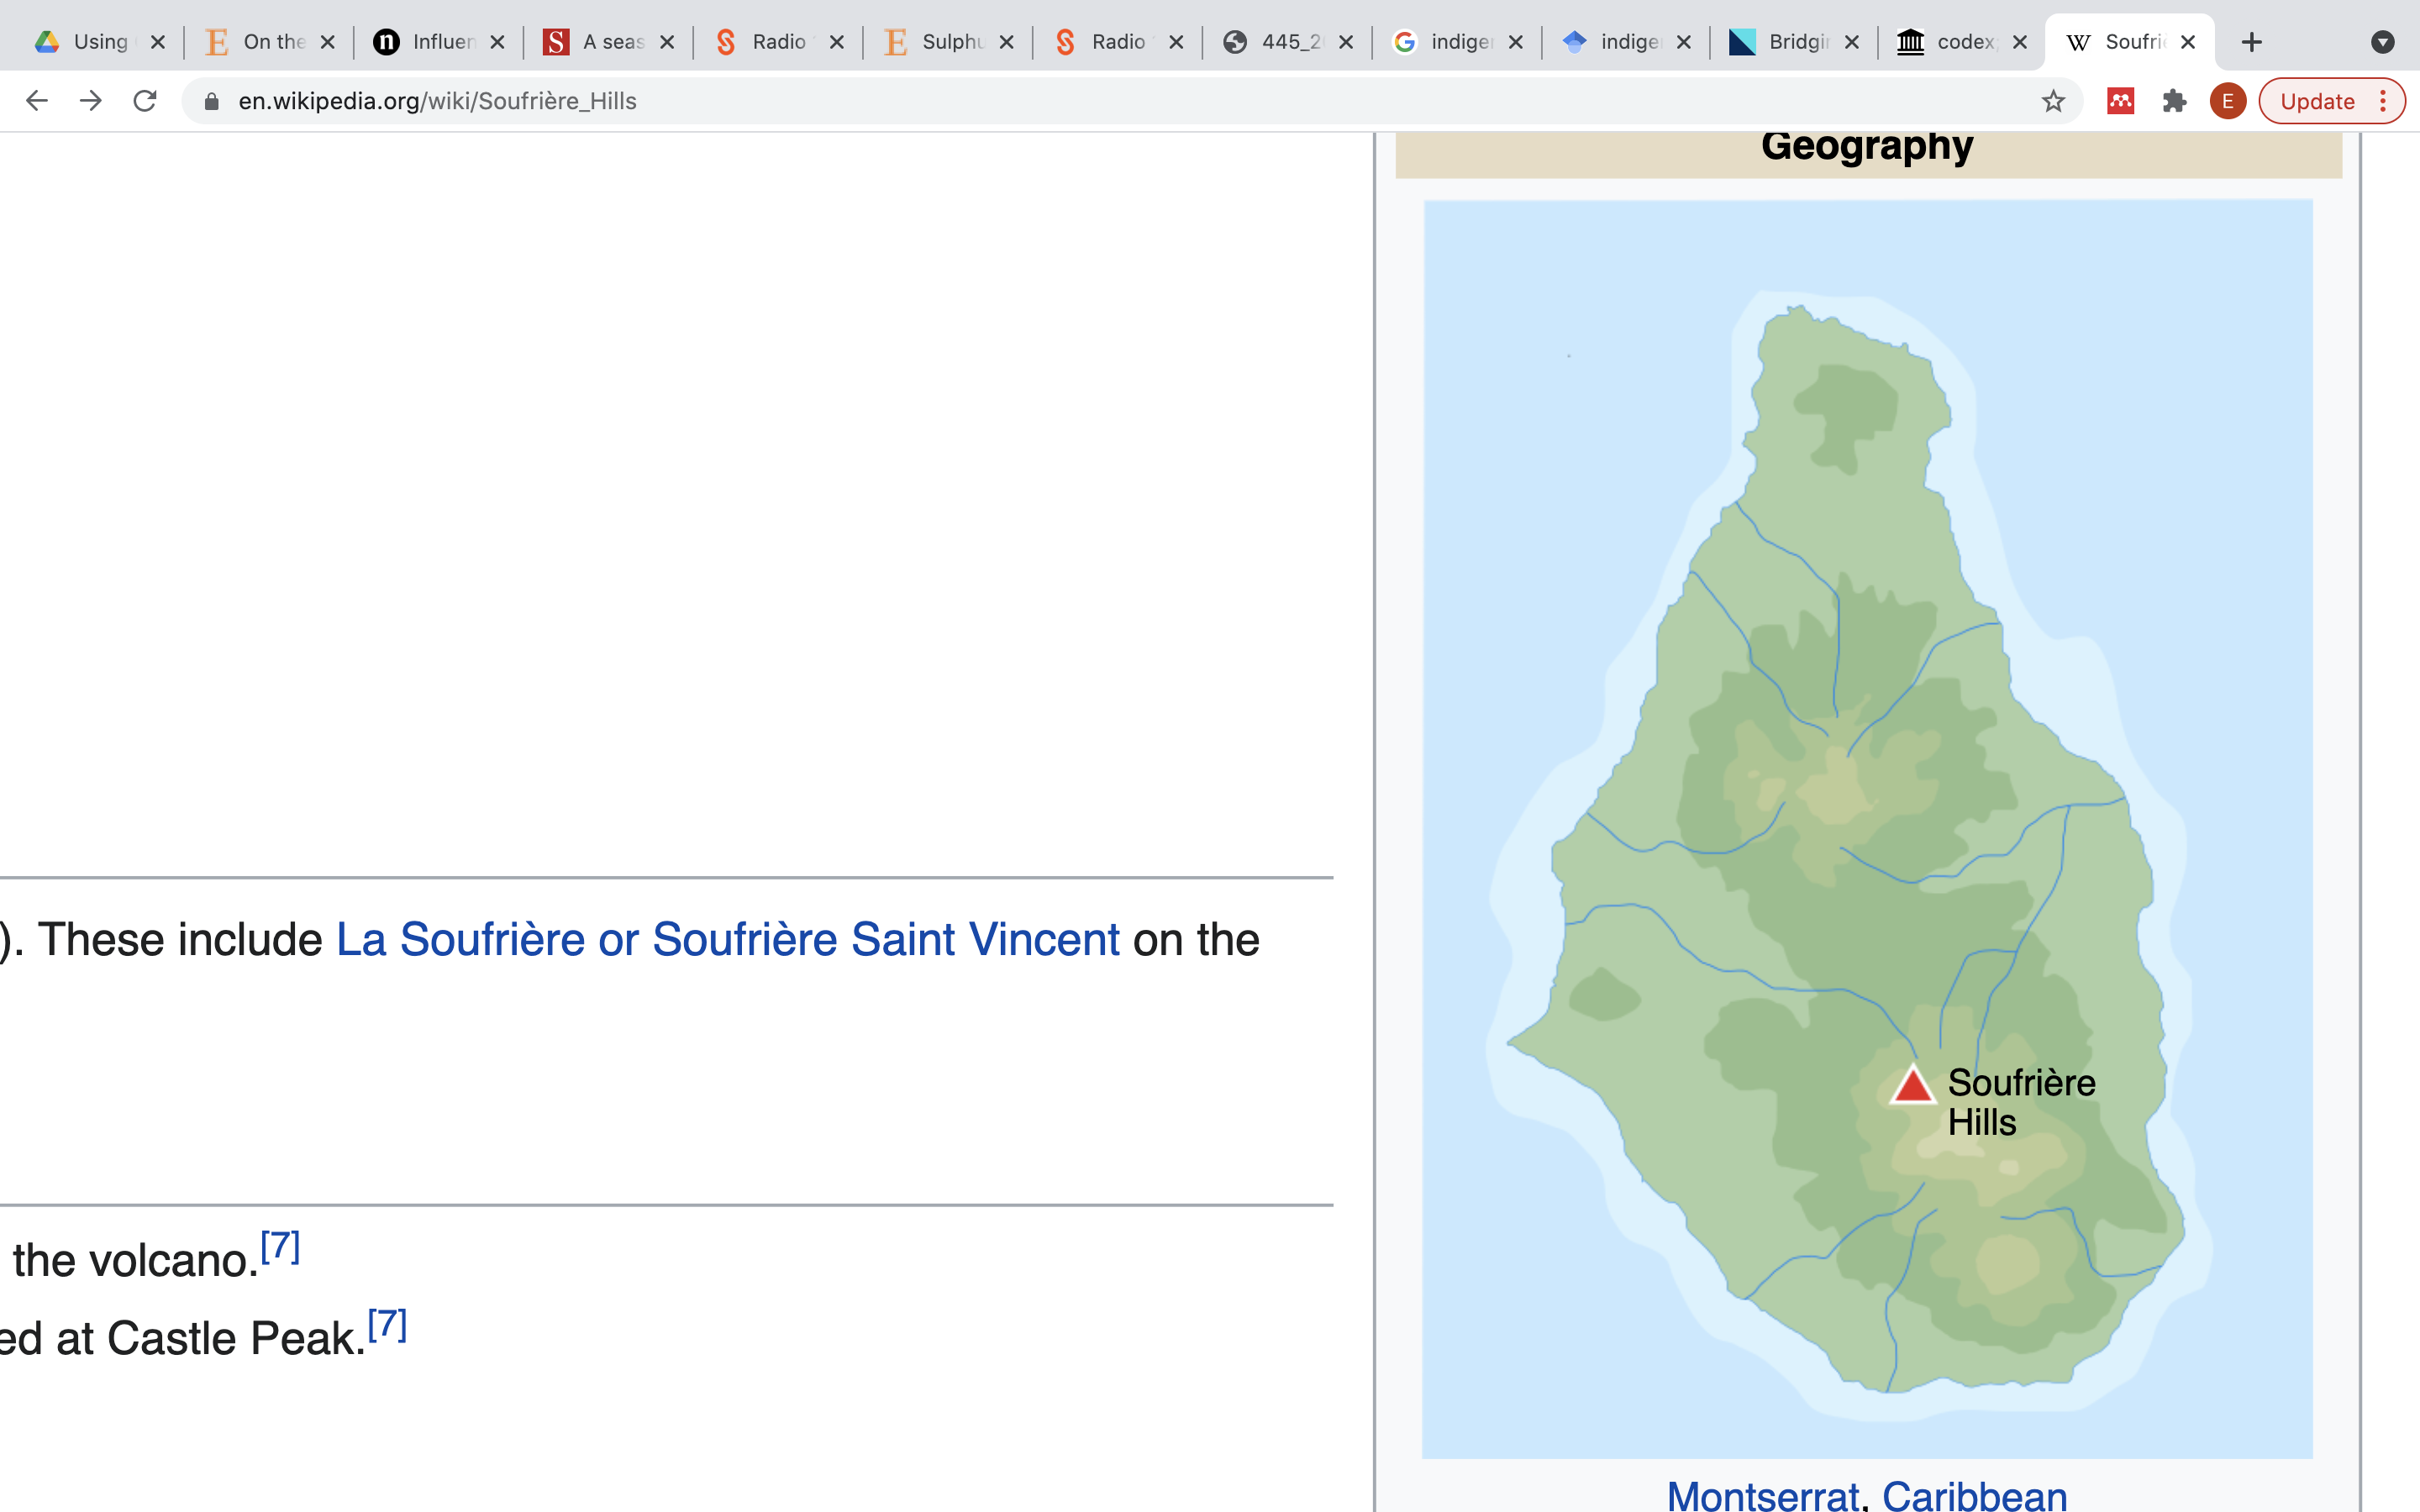 Using
On the
Influen
A seas
Radio
Sulphu
Radio
445_2
indige
indige
Bridgin
codex
Soufri
en.wikipedia.org/wiki/Soufrière_Hills
E
Update
Geography
). These include La Soufrière or Soufrière Saint Vincent on the
the volcano.[7]
ed at Castle Peak.[7]
Soufrière
Hills
Montserrat, Caribbean